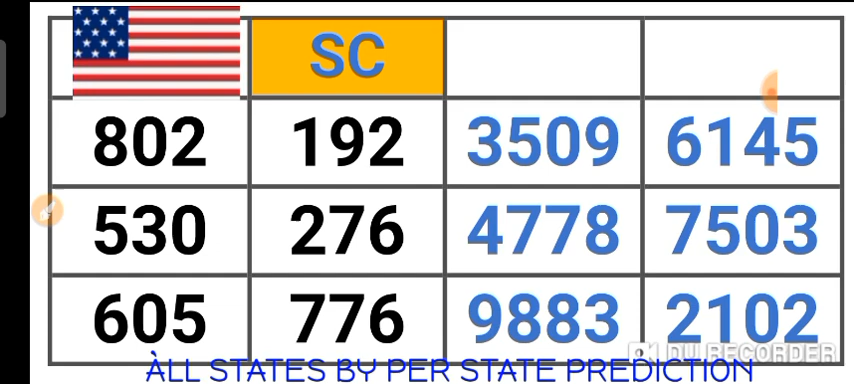 SC
802 192 3509 6145
530 276 4778 7503
605 776 9883 2102
DU RECORDER
ÀLL STATES BY PER STATE PREDICTION